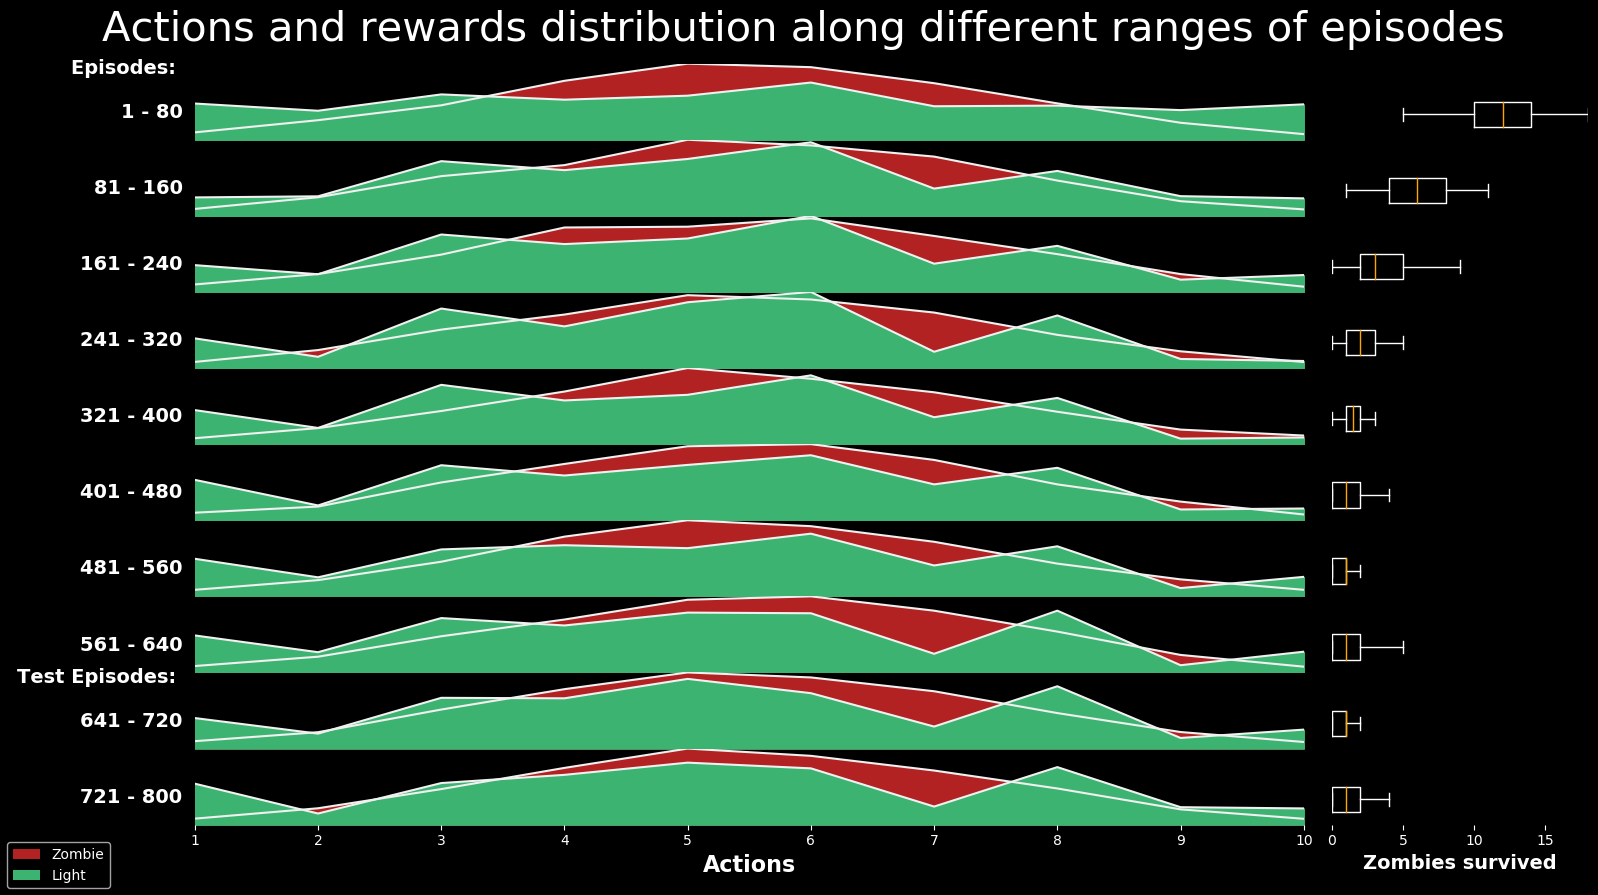 Actions and rewards distribution along different ranges of episodes
Episodes:
1 - 80
81 - 160
161 - 240
241 - 320
321 - 400
401 - 480
481 - 560
561 - 640
Test Episodes:
641 - 720
721 - 800
1 2 3 4 5 6 7 8 9 10
0 5 10 15
Actions
Zombies survived
Zombie
Light